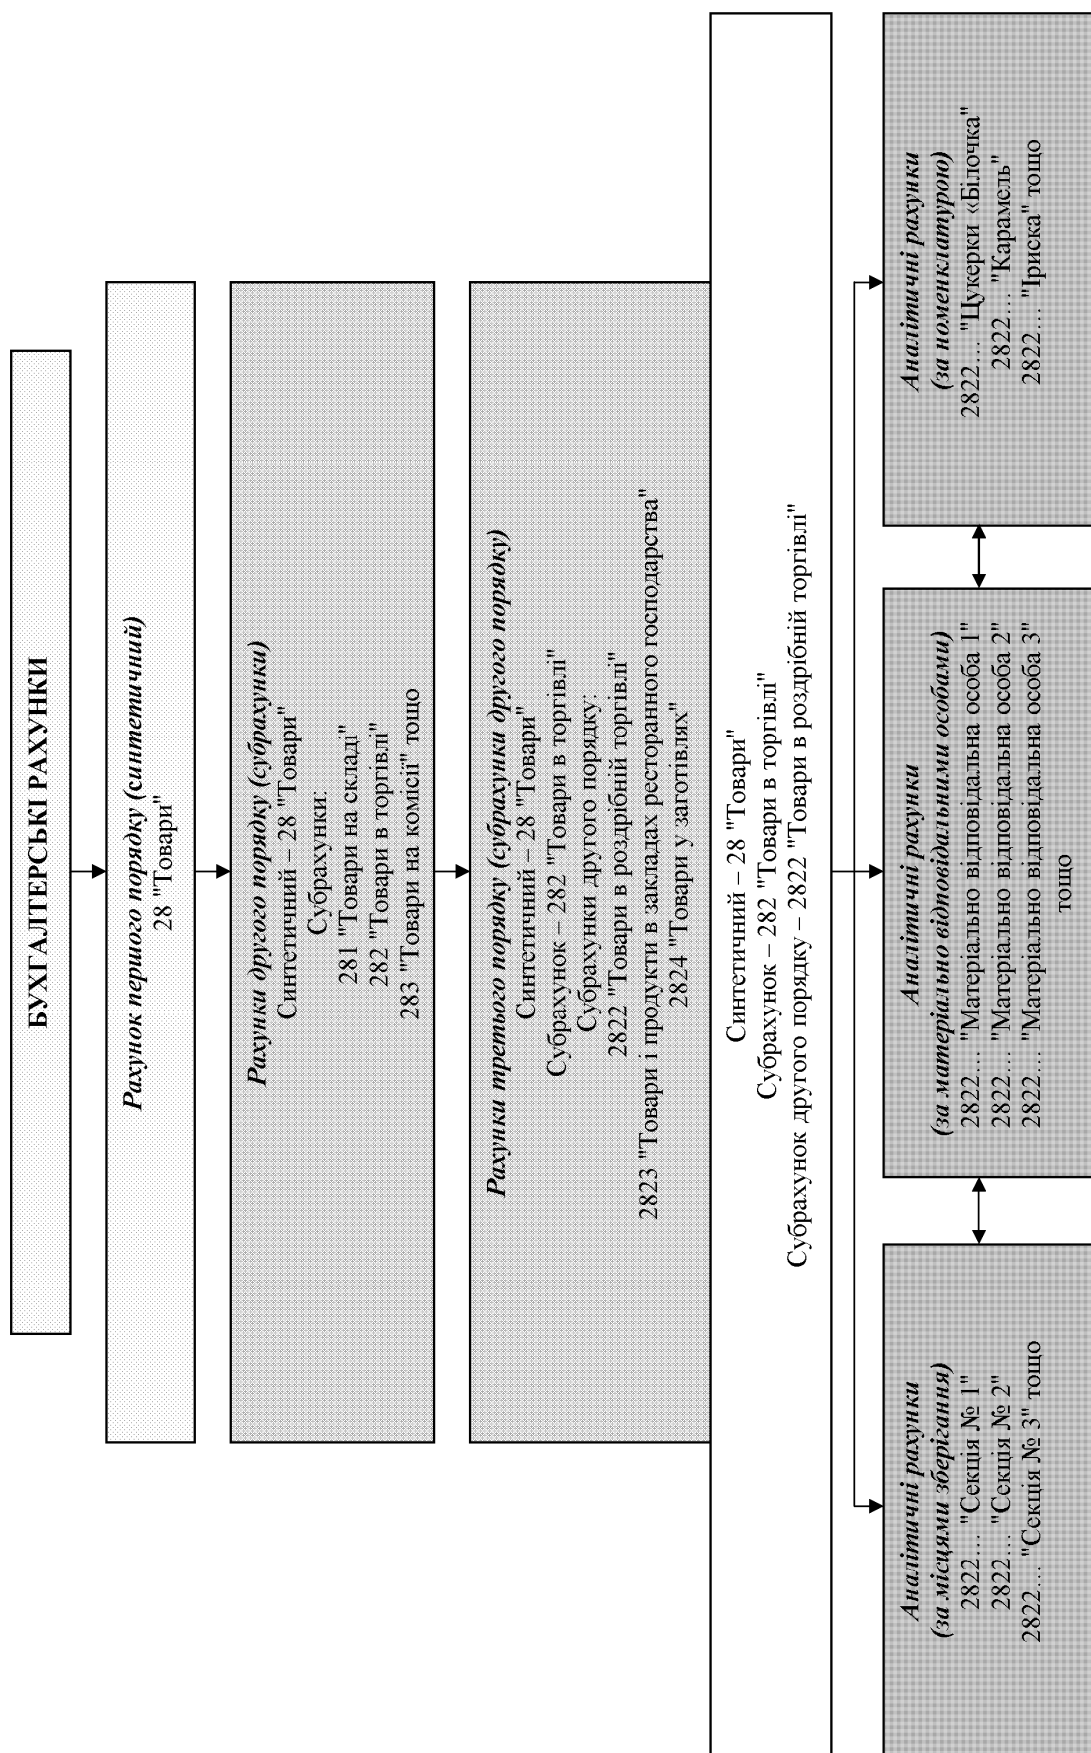 БУХГАЛТЕРСЬКІ РАХУНКИ
Рахунок першого порядку (синтетичний)
28 "Товари"
Рахунки другого порядку (субрахунки)
Синтетичний – 28 "Товари"
Субрахунки:
281 "Товари на складі"
282 "Товари в торгівлі"
283 "Товари на комісії" тощо
Рахунки третього порядку (субрахунки другого порядку)
Синтетичний – 28 "Товари"
Субрахунок – 282 "Товари в торгівлі"
Субрахунки другого порядку:
2822 "Товари в роздрібній торгівлі"
2823 "Товари і продукти в закладах ресторанного господарства"
2824 "Товари у заготівлях"
Синтетичний – 28 "Товари"
Субрахунок – 282 "Товари в торгівлі"
Субрахунок другого порядку – 2822 "Товари в роздрібній торгівлі"
Аналітичні рахунки
(за місцями зберігання)
2822… "Секція № 1"
2822… "Секція № 2"
2822… "Секція № 3" тощо
Аналітичні рахунки
(за матеріально відповідальними особами)
2822… "Матеріально відповідальна особа 1"
2822… "Матеріально відповідальна особа 2"
2822… "Матеріально відповідальна особа 3"
тощо
Аналітичні рахунки
(за номенклатурою)
2822… "Цукерки «Білочка"
2822… "Карамель"
2822… "Іриска" тощо